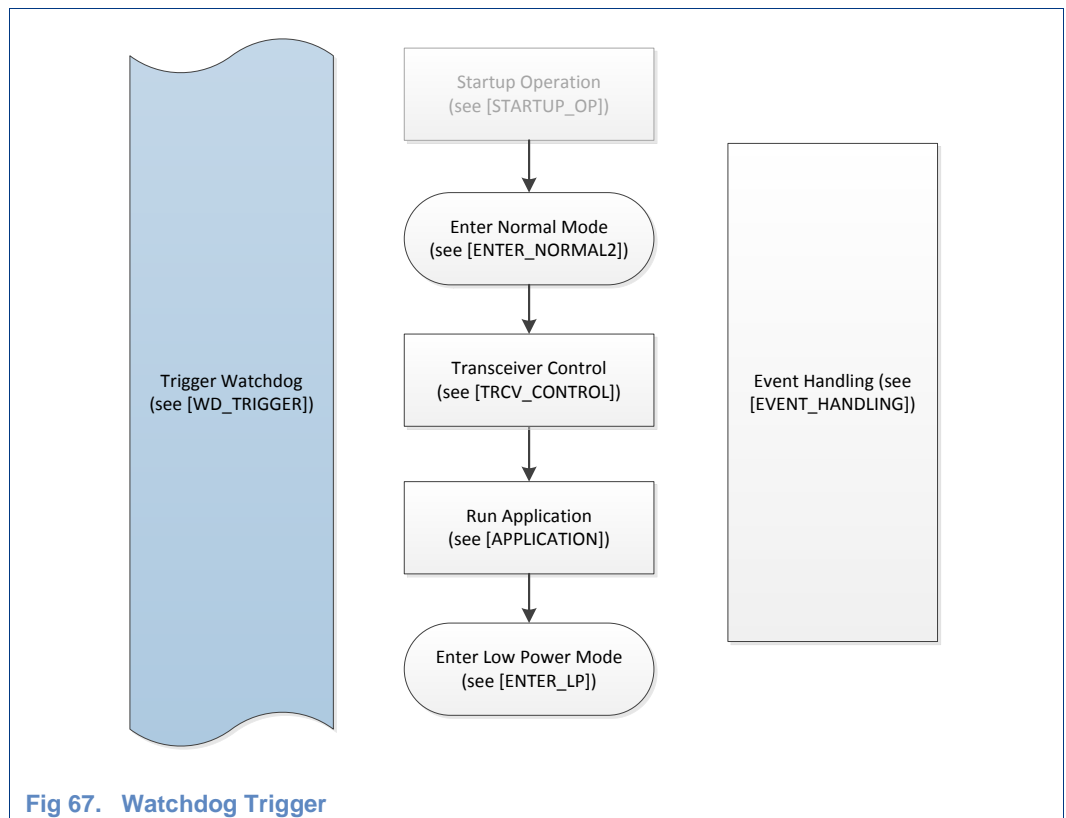 Startup Operation
(see [STARTUP_OP])
Enter Normal Mode
(see [ENTER_NORMAL2])
Trigger Watchdog
(see [WD_TRIGGER])
Transceiver Control
(see [TRCV_CONTROL])
Event Handling (see
[EVENT_HANDLING])
Run Application
(see [APPLICATION])
Enter Low Power Mode
(see [ENTER_LP])
Fig 67. Watchdog Trigger